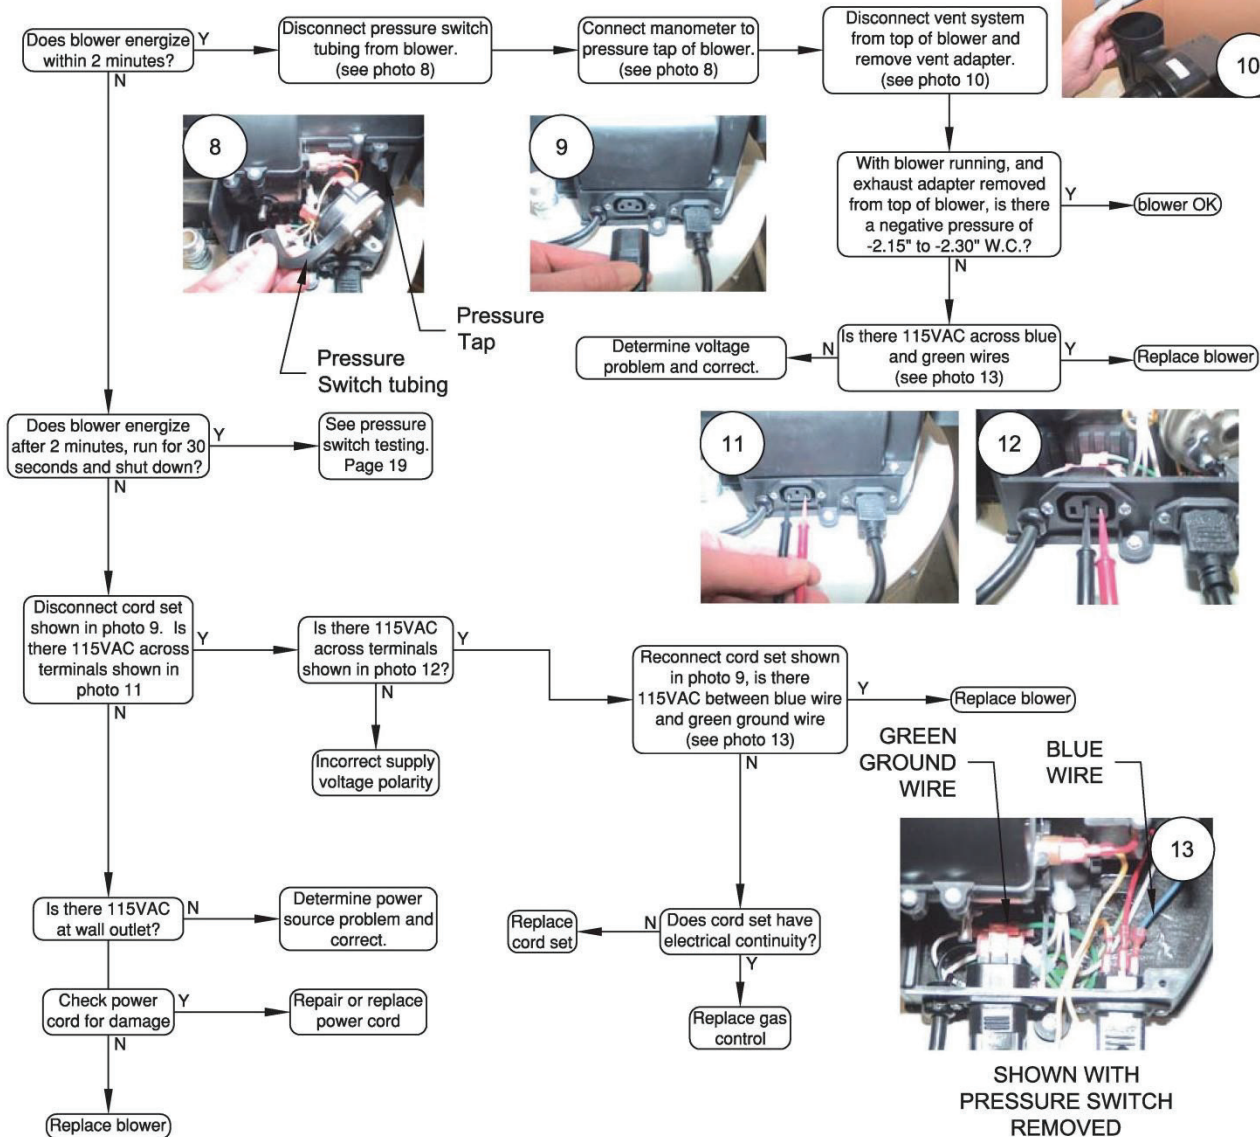 Does blower energize
within 2 minutes?
Y
N
Disconnect pressure switch
tubing from blower.
(see photo 8)
Connect manometer to
pressure tap of blower.
(see photo 8)
Disconnect vent system
from top of blower and
remove vent adapter.
(see photo 10)
10
8
9
With blower running, and
exhaust adapter removed
from top of blower, is there
a negative pressure of
-2.15" to -2.30" W.C.?
Y
blower OK
N
Pressure
Tap
Pressure
Switch tubing
Is there 115VAC across blue
and green wires
(see photo 13)
N
Determine voltage
problem and correct.
Y
Replace blower
Does blower energize
after 2 minutes, run for 30
seconds and shut down?
Y
See pressure
switch testing.
Page 19
N
11
12
Disconnect cord set
shown in photo 9. Is
there 115VAC across
terminals shown in
photo 11
Y
N
Is there 115VAC
across terminals
shown in photo 12?
Y
N
Incorrect supply
voltage polarity
Reconnect cord set shown
in photo 9, is there
115VAC between blue wire
and green ground wire
(see photo 13)
Y
Replace blower
N
GREEN
GROUND
WIRE
BLUE
WIRE
13
Is there 115VAC
at wall outlet?
N
Determine power
source problem and
correct.
Does cord set have
electrical continuity?
N
Replace
cord set
Y
Replace gas
control
Check power
cord for damage
Y
Repair or replace
power cord
N
Replace blower
SHOWN WITH
PRESSURE SWITCH
REMOVED